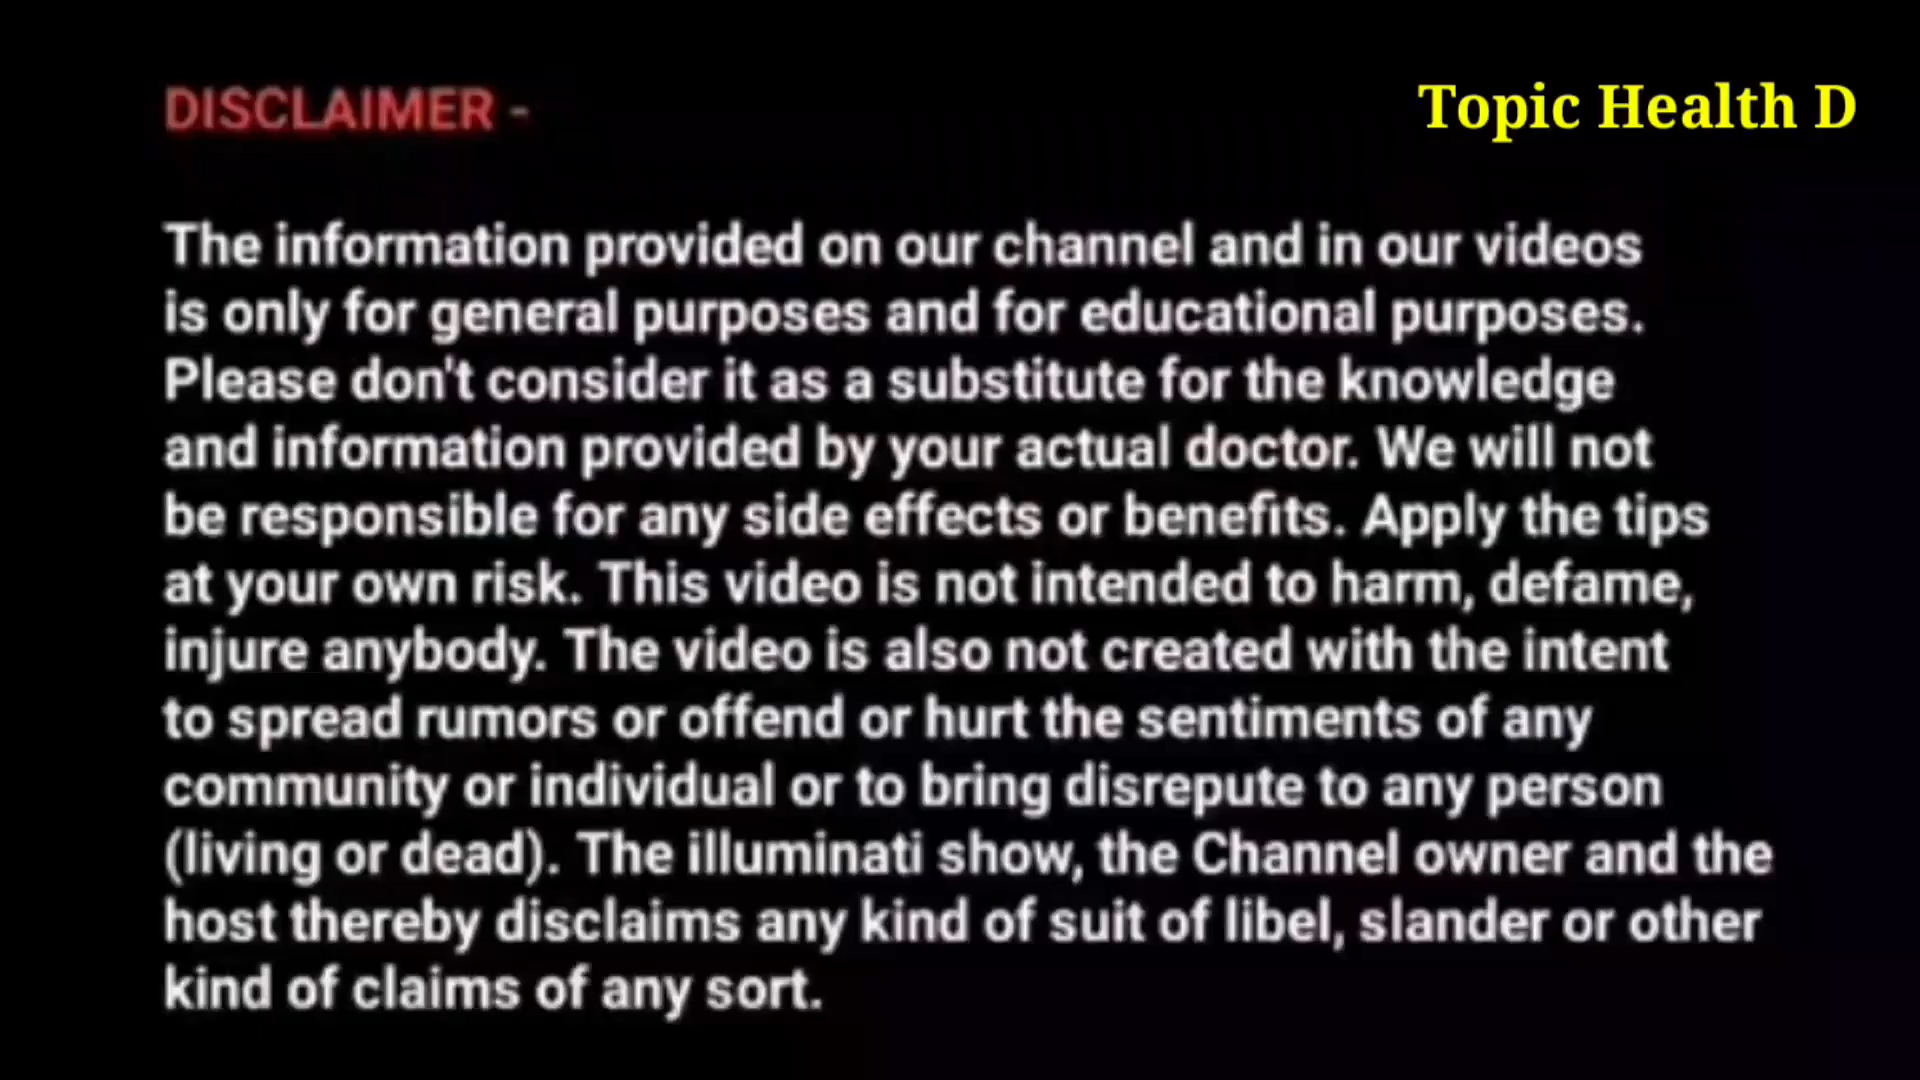 DISCLAIMER -
Topic Health D
The information provided on our channel and in our videos
is only for general purposes and for educational purposes.
Please don't consider it as a substitute for the knowledge
and information provided by your actual doctor. We will not
be responsible for any side effects or benefits. Apply the tips
at your own risk. This video is not intended to harm, defame,
injure anybody. The video is also not created with the intent
to spread rumors or offend or hurt the sentiments of any
community or individual or to bring disrepute to any person
(living or dead). The illuminati show, the Channel owner and the
host thereby disclaims any kind of suit of libel, slander or other
kind of claims of any sort.